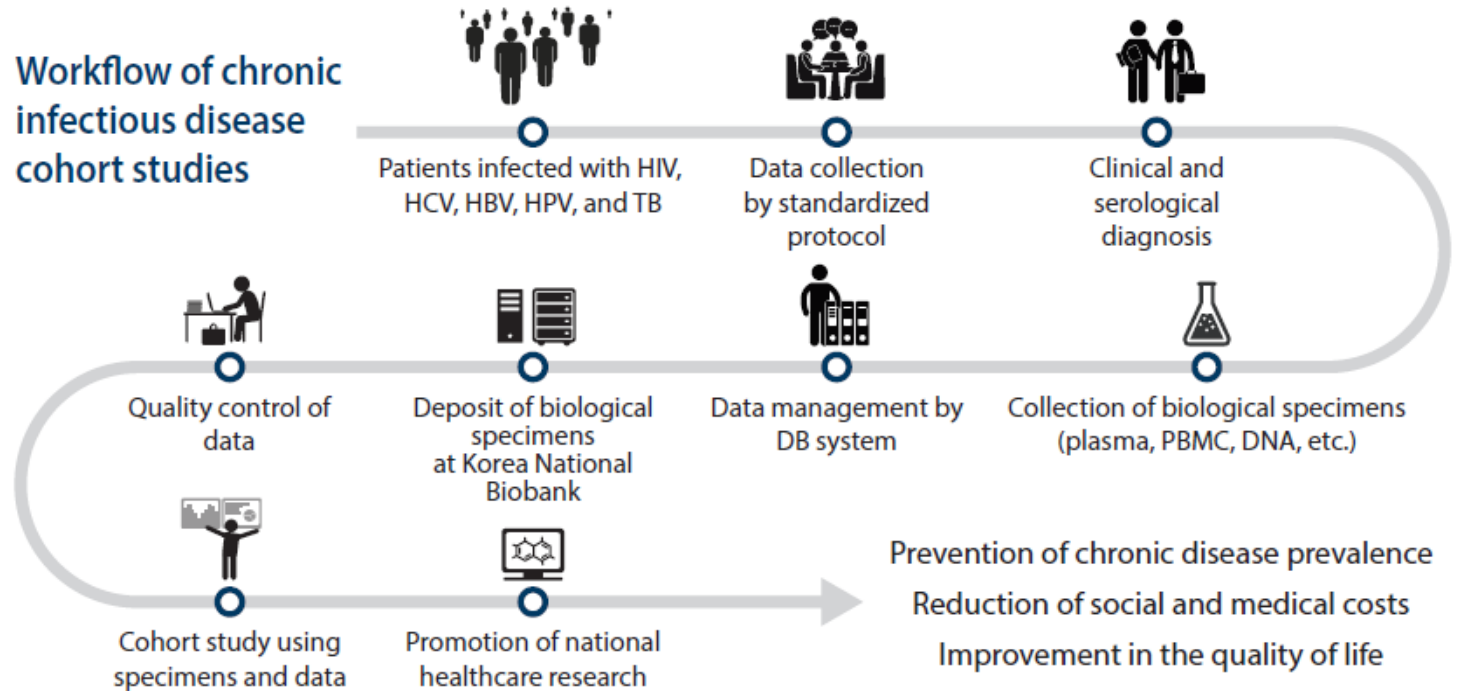 Workflow of chronic
infectious disease
cohort studies
Patients infected with HIV,
HCV, HBV, HPV, and TB
Data collection
by standardized
protocol
Clinical and
serological
diagnosis
Collection of biological specimens
(plasma, PBMC, DNA, etc.)
Data management by
DB system
Deposit of biological
specimens
at Korea National
Biobank
Quality control of
data
Cohort study using
specimens and data
Promotion of national
healthcare research
Prevention of chronic disease prevalence
Reduction of social and medical costs
Improvement in the quality of life